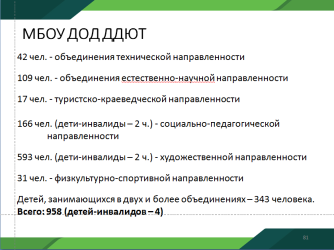 МБОУ ДОД ДДЮТ
42 чел. - объединения технической направленности
109 чел. - объединения естественно-научной направленности
17 чел. - туристско-краеведческой направленности
166 чел. (дети-инвалиды – 2 ч.) - социально-педагогической
направленности
593 чел. (дети-инвалиды – 2 ч.) - художественной направленности
31 чел. - физкультурно-спортивной направленности
Детей, занимающихся в двух и более объединениях – 343 человека.
Всего: 958 (детей-инвалидов – 4)